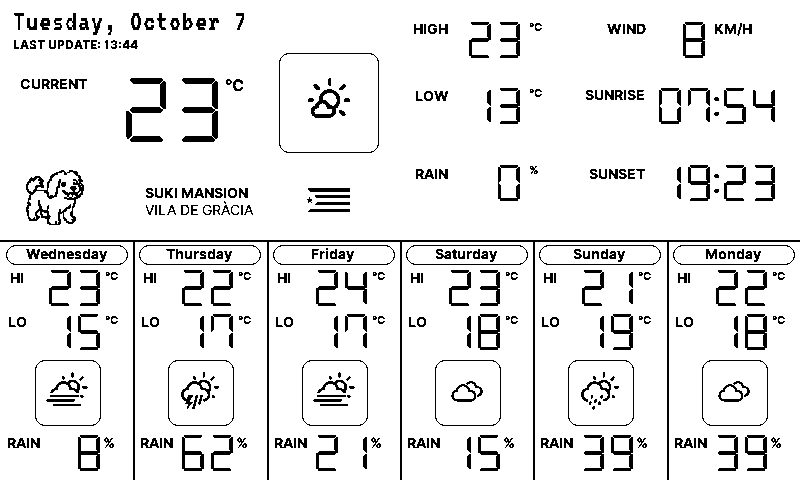 Tuesday, October 7
LAST UPDATE: 13:44
CURRENT 23 °C
SUKI MANSION
VILA DE GRÀCIA
HIGH 23 °C
LOW 13 °C
RAIN 0 %
WIND 8 KM/H
SUNRISE 07:54
SUNSET 19:23
Wednesday
HI 23 °C
LO 15 °C
RAIN 8 %
Thursday
HI 22 °C
LO 17 °C
RAIN 62 %
Friday
HI 24 °C
LO 17 °C
RAIN 21 %
Saturday
HI 23 °C
LO 18 °C
RAIN 15 %
Sunday
HI 21 °C
LO 19 °C
RAIN 39 %
Monday
HI 22 °C
LO 18 °C
RAIN 39 %